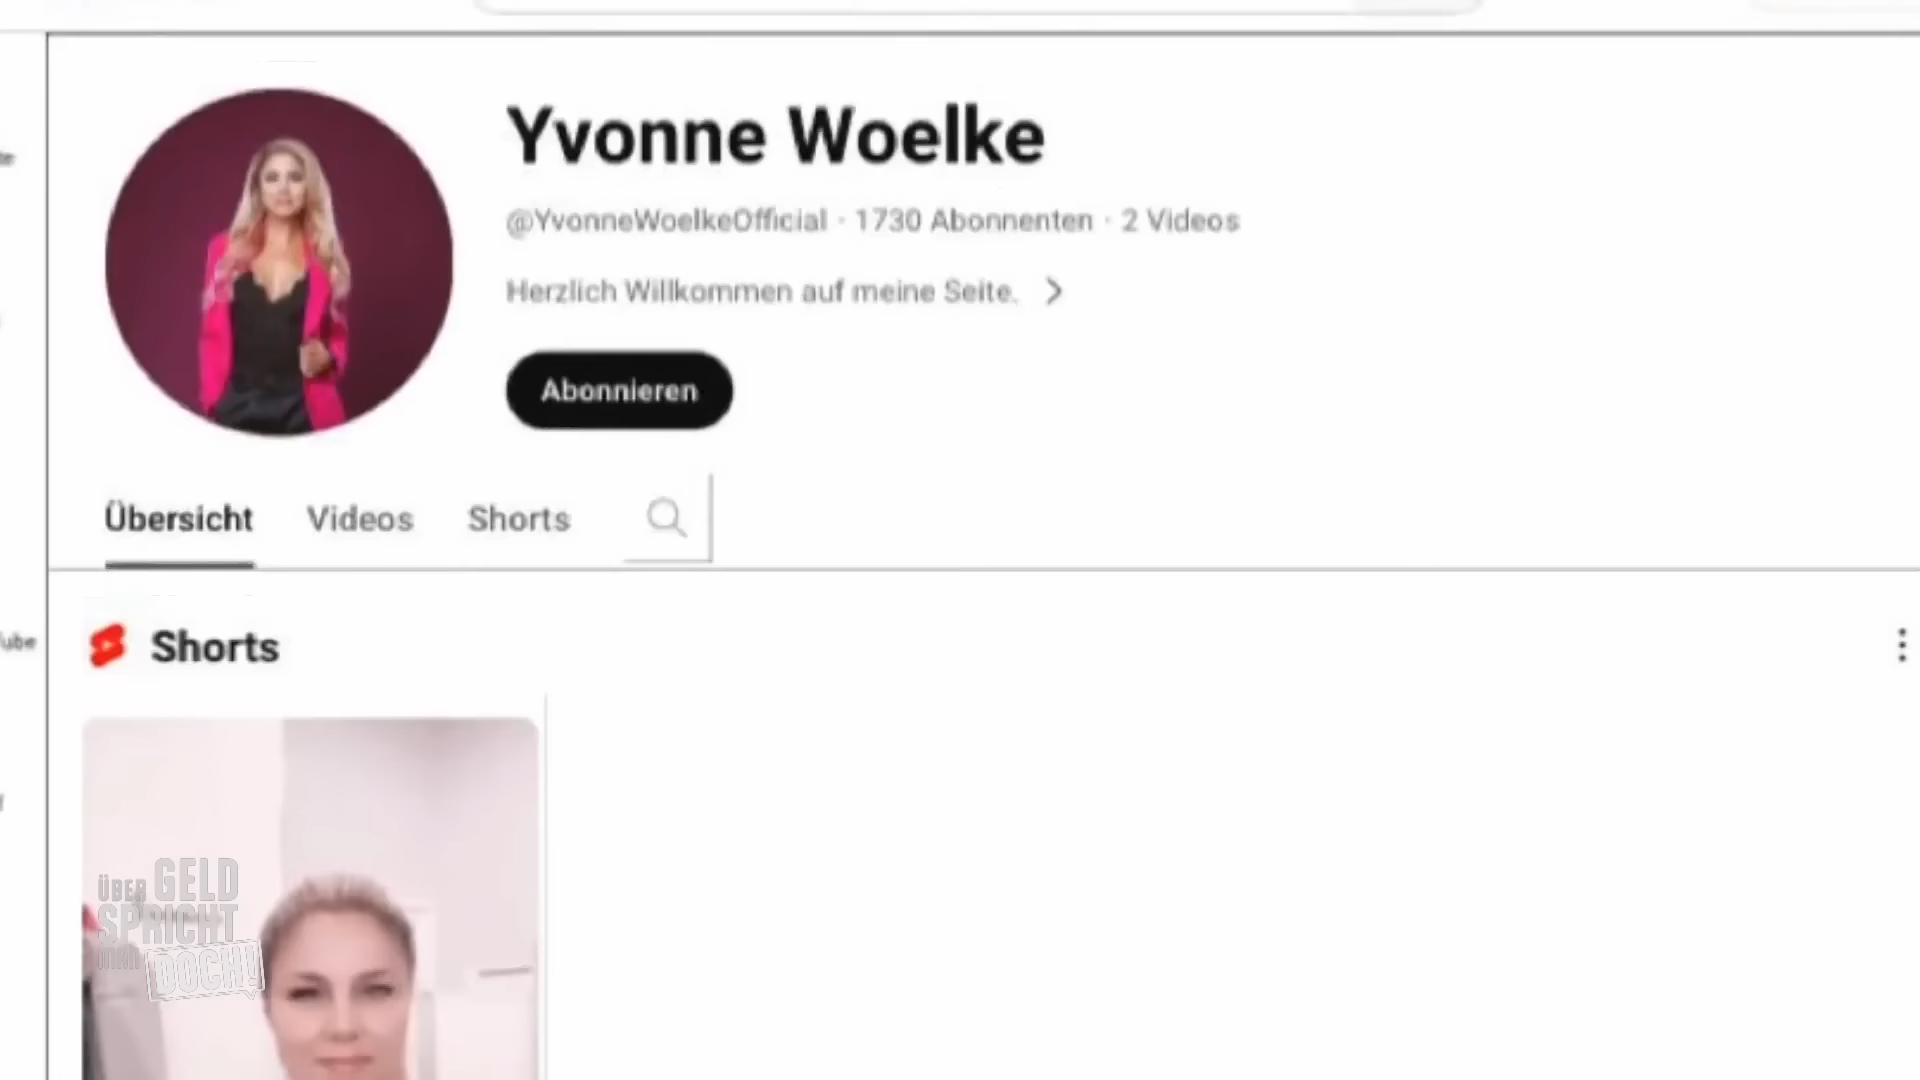 Yvonne Woelke
@YvonneWoelkeOfficial · 1730 Abonnenten · 2 Videos
Herzlich Willkommen auf meine Seite.
Abonnieren
Übersicht Videos Shorts
Shorts
ÜBER GELD
SPRICHT
MAN DOCH!